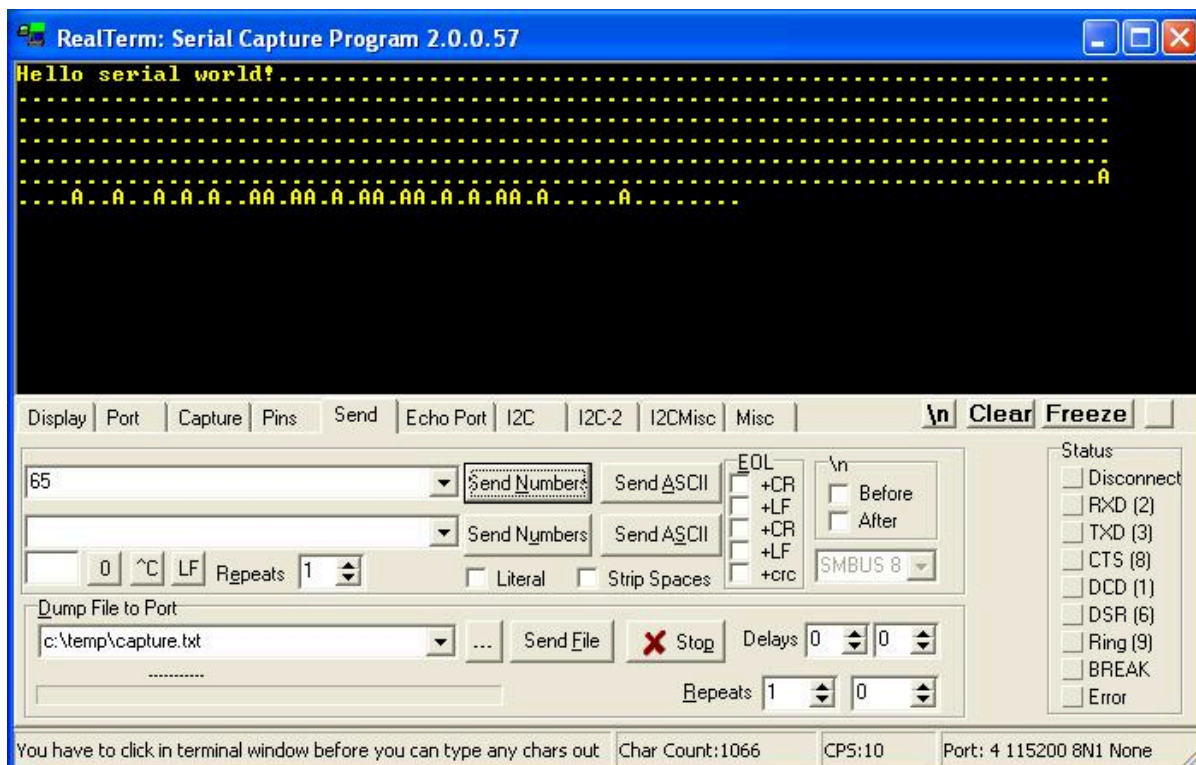 RealTerm: Serial Capture Program 2.0.0.57
Hello serial world!.............................................................
................................................................................
................................................................................
................................................................................
................................................................................
...............................................................................A
....A..A..A.A.A..AA.AA.A.AA.AA.AA.A.A.AA.A.....A........
Display Port Capture Pins Send Echo Port I2C I2C-2 I2CMisc Misc \n Clear Freeze
65 Send Numbers Send ASCII
Send Numbers Send ASCII
0 ^C LF Repeats 1 Literal Strip Spaces
EOL
+CR
+LF
+CR
+LF
+crc
\n
Before
After
SMBUS 8
Dump File to Port
c:\temp\capture.txt ... Send File Stop Delays 0 0
-----------
Repeats 1 0
Status
Disconnect
RXD (2)
TXD (3)
CTS (8)
DCD (1)
DSR (6)
Ring (9)
BREAK
Error
You have to click in terminal window before you can type any chars out Char Count:1066 CPS:10 Port: 4 115200 8N1 None